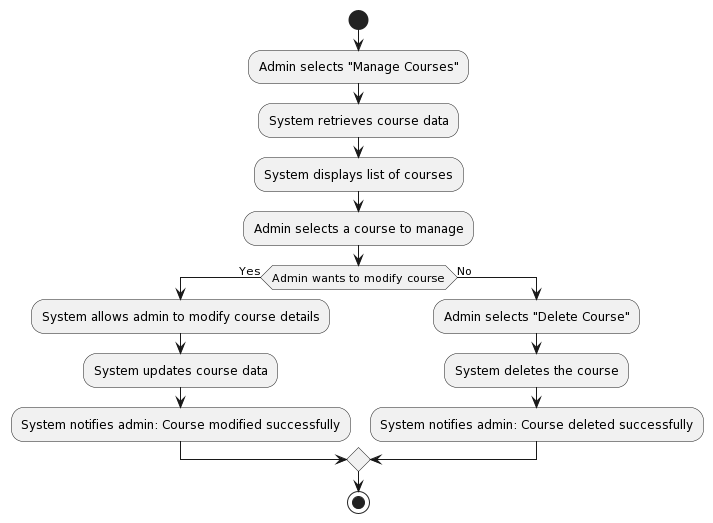 Admin selects "Manage Courses"
System retrieves course data
System displays list of courses
Admin selects a course to manage
Yes
Admin wants to modify course
No
System allows admin to modify course details
Admin selects "Delete Course"
System updates course data
System deletes the course
System notifies admin: Course modified successfully
System notifies admin: Course deleted successfully